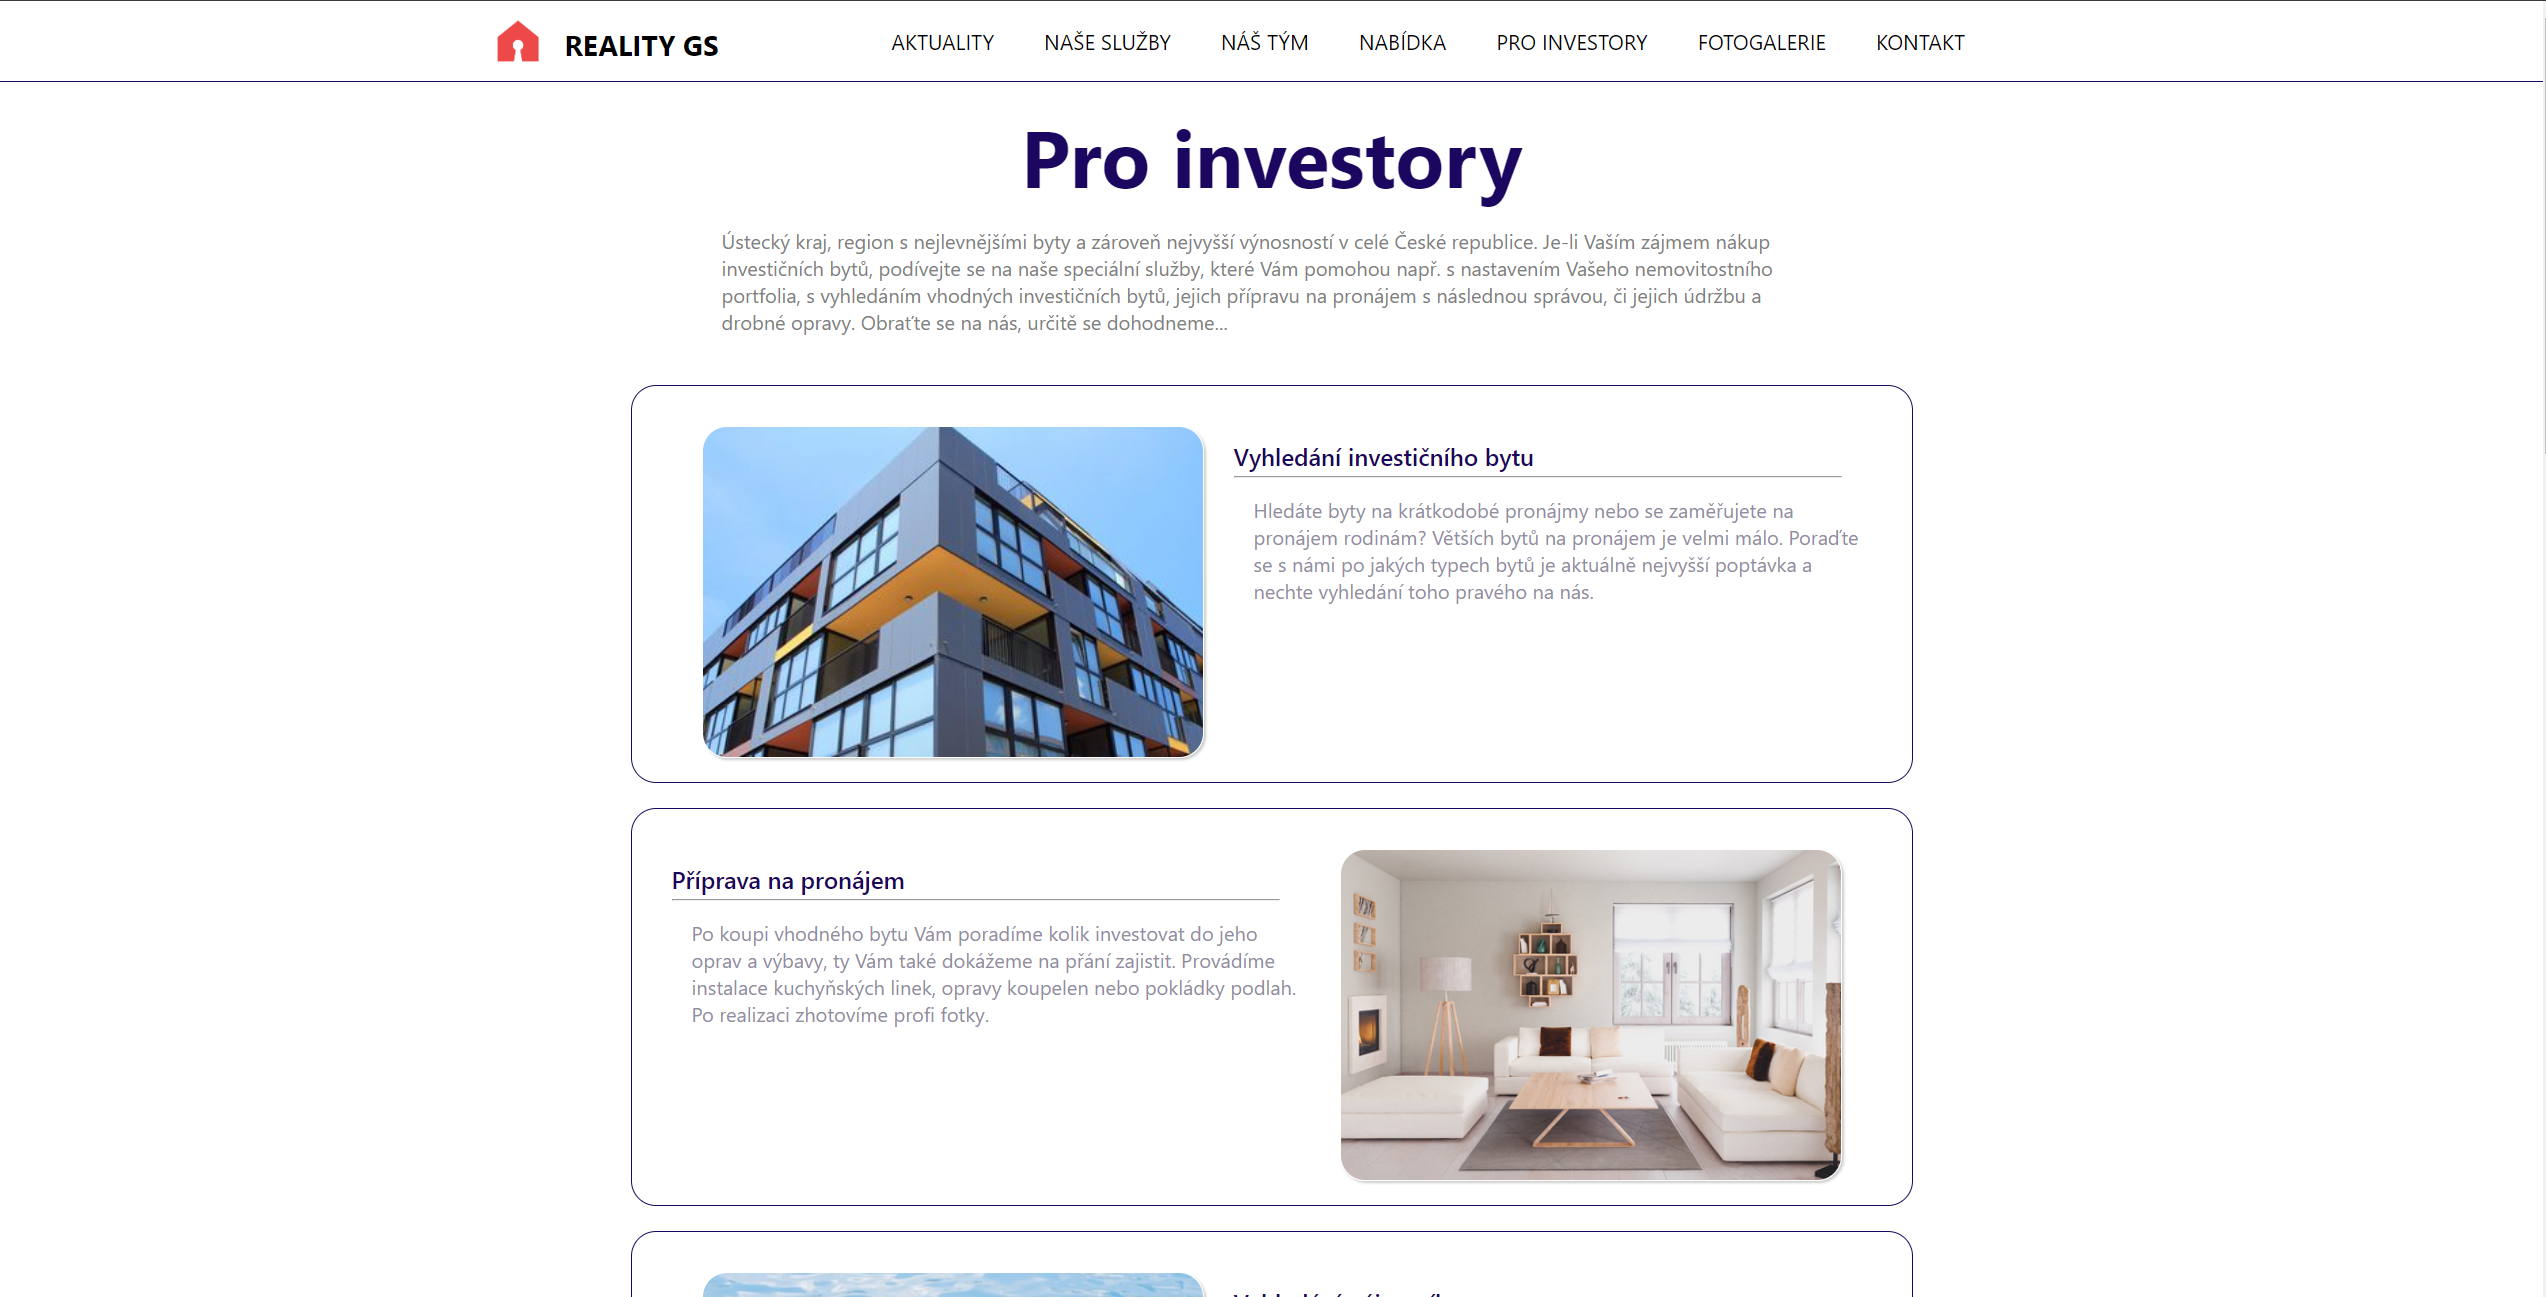 REALITY GS
AKTUALITY
NAŠE SLUŽBY
NÁŠ TÝM
NABÍDKA
PRO INVESTORY
FOTOGALERIE
KONTAKT
Pro investory
Ústecký kraj, region s nejlevnějšími byty a zároveň nejvyšší výnosností v celé České republice. Je-li Vaším zájmem nákup
investičních bytů, podívejte se na naše speciální služby, které Vám pomohou např. s nastavením Vašeho nemovitostního
portfolia, s vyhledáním vhodných investičních bytů, jejich přípravu na pronájem s následnou správou, či jejich údržbu a
drobné opravy. Obraťte se na nás, určitě se dohodneme...
Vyhledání investičního bytu
Hledáte byty na krátkodobé pronájmy nebo se zaměřujete na
pronájem rodinám? Větších bytů na pronájem je velmi málo. Poraďte
se s námi po jakých typech bytů je aktuálně nejvyšší poptávka a
nechte vyhledání toho pravého na nás.
Příprava na pronájem
Po koupi vhodného bytu Vám poradíme kolik investovat do jeho
oprav a výbavy, ty Vám také dokážeme na přání zajistit. Provádíme
instalace kuchyňských linek, opravy koupelen nebo pokládky podlah.
Po realizaci zhotovíme profi fotky.